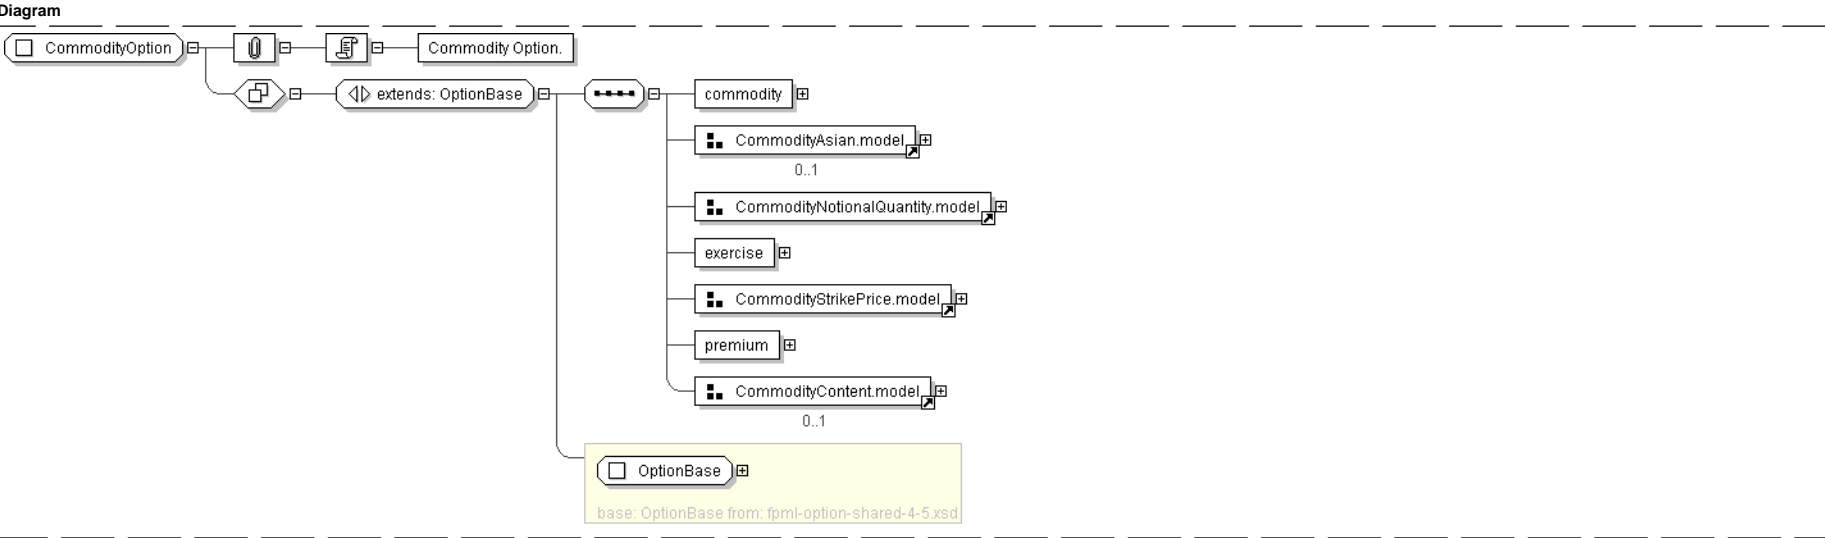 Diagram
CommodityOption
Commodity Option.
extends: OptionBase
commodity
CommodityAsian.model
0..1
CommodityNotionalQuantity.model
exercise
CommodityStrikePrice.model
premium
CommodityContent.model
0..1
OptionBase
base: OptionBase from: fpml-option-shared-4-5.xsd